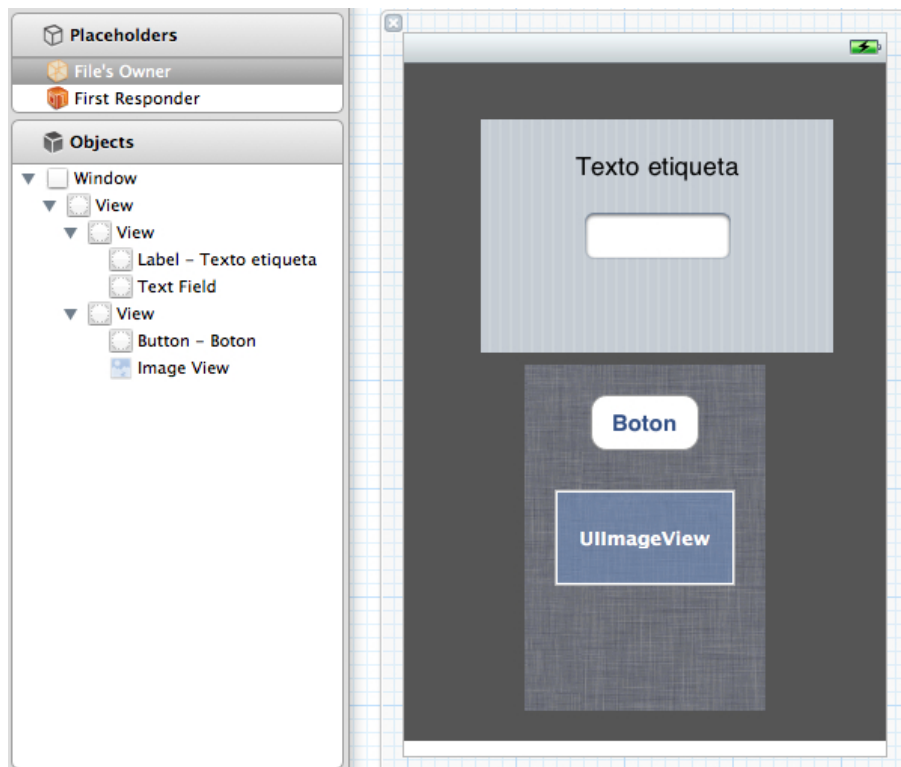 Placeholders
File's Owner
First Responder
Objects
Window
View
View
Label – Texto etiqueta
Text Field
View
Button – Boton
Image View
Texto etiqueta
Boton
UIImageView